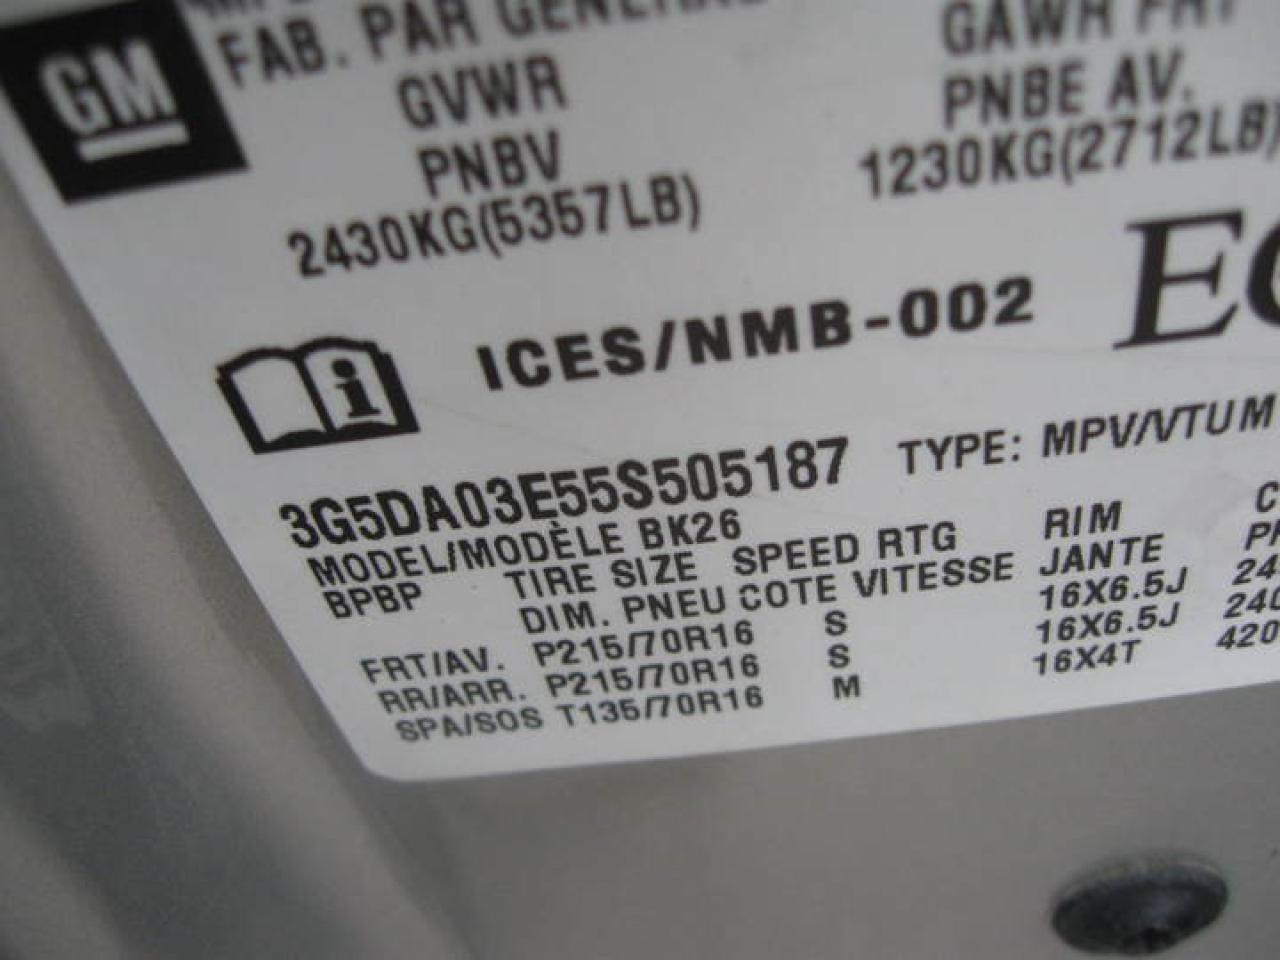 GM
FAB. PAR GENERAL
GVWR
PNBV
2430KG(5357LB)
GAWR FRT
PNBE AV.
1230KG(2712LB)
ICES/NMB-002
3G5DA03E55S505187 TYPE: MPV/VTUM
MODEL/MODÈLE BK26
BPBP TIRE SIZE SPEED RTG RIM
DIM. PNEU COTE VITESSE JANTE
FRT/AV. P215/70R16 S 16X6.5J
RR/ARR. P215/70R16 S 16X6.5J
SPA/SOS T135/70R16 M 16X4T 420